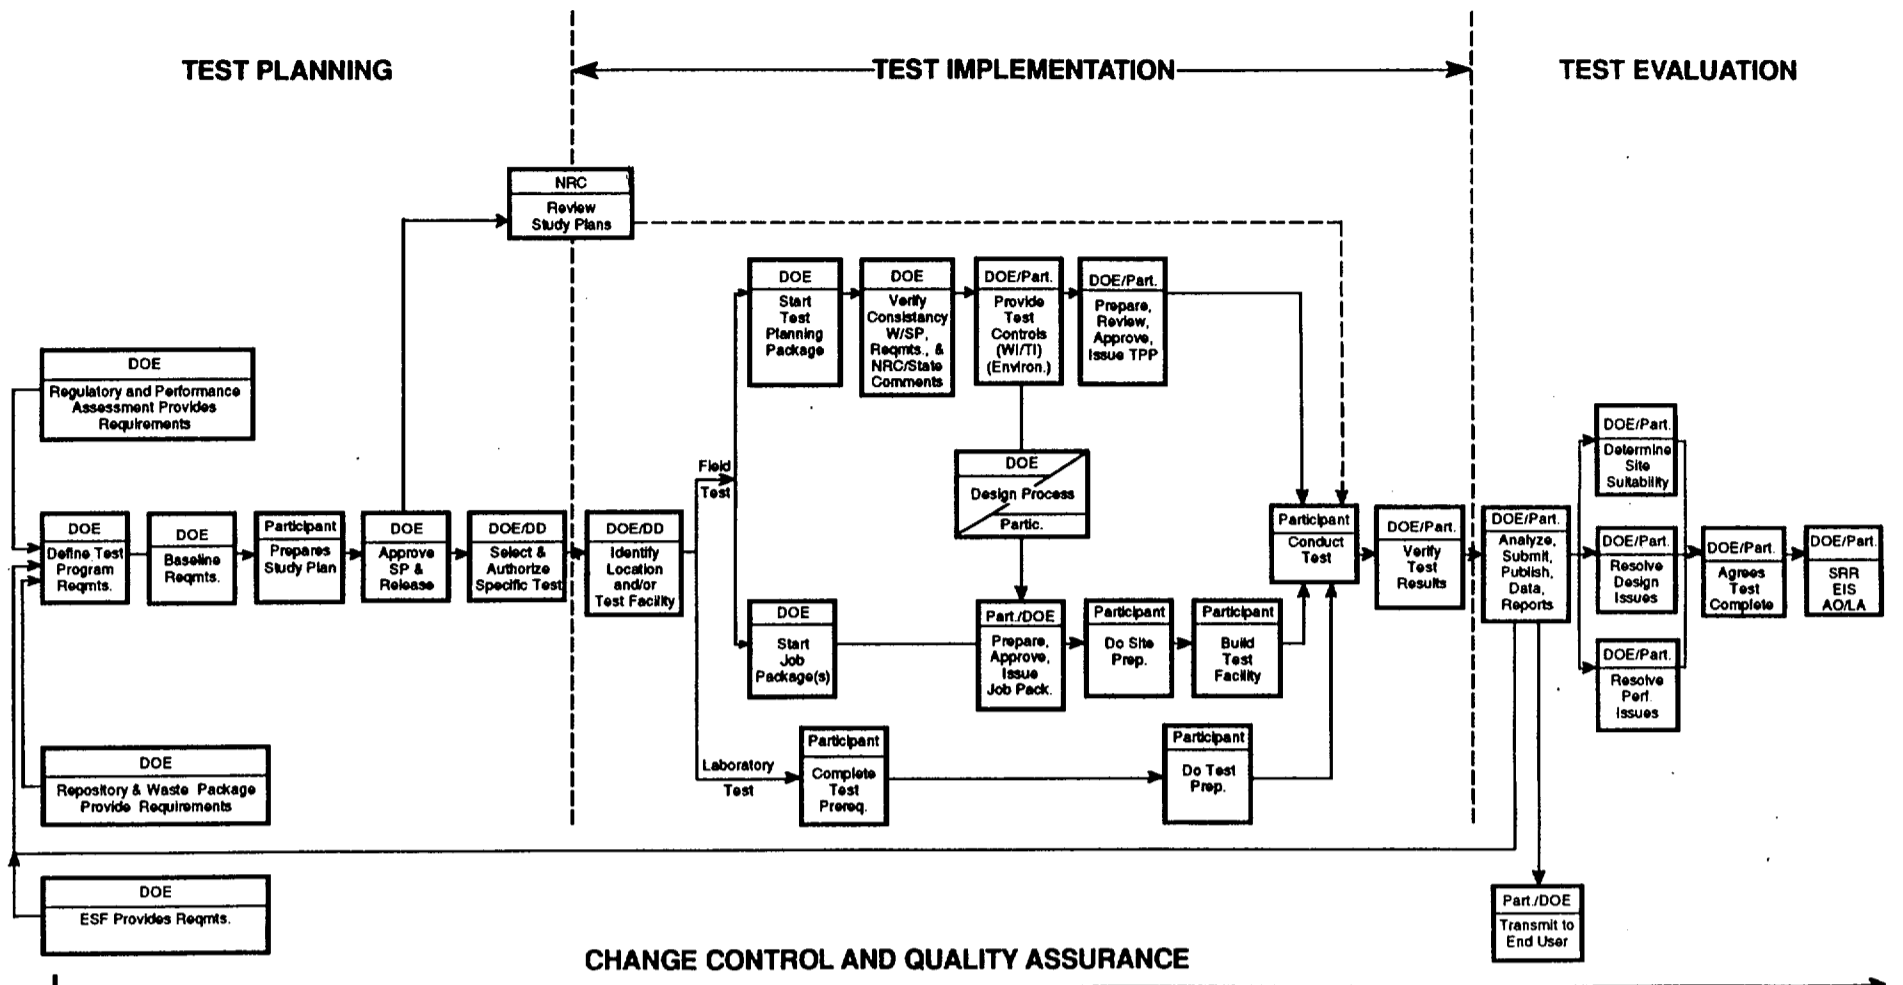 TEST PLANNING
TEST IMPLEMENTATION
TEST EVALUATION
NRC
Review
Study Plans
DOE
Start
Test
Planning
Package
DOE
Verify
Consistancy
W/SP,
Reqmts., &
NRC/State
Comments
DOE/Part.
Provide
Test
Controls
(WI/TI)
(Environ.)
DOE/Part.
Prepare,
Review,
Approve,
Issue TPP
DOE
Regulatory and Performance
Assessment Provides
Requirements
Field
Test
DOE
Design Process
Partic.
DOE/Part.
Determine
Site
Suitability
DOE
Define Test
Program
Reqmts.
DOE
Baseline
Reqmts.
Participant
Prepares
Study Plan
DOE
Approve
SP &
Release
DOE/DD
Select &
Authorize
Specific Test
DOE/DD
Identify
Location
and/or
Test Facility
Participant
Conduct
Test
DOE/Part.
Verify
Test
Results
DOE/Part.
Analyze,
Submit,
Publish,
Data,
Reports
DOE/Part.
Resolve
Design
Issues
DOE/Part.
Agrees
Test
Complete
DOE/Part.
SRR
EIS
AO/LA
DOE
Start
Job
Package(s)
Part./DOE
Prepare,
Approve,
Issue
Job Pack.
Participant
Do Site
Prep.
Participant
Build
Test
Facility
DOE/Part.
Resolve
Perf.
Issues
DOE
Repository & Waste Package
Provide Requirements
Laboratory
Test
Participant
Complete
Test
Prereq.
Participant
Do Test
Prep.
DOE
ESF Provides Reqmts.
Part./DOE
Transmit to
End User
CHANGE CONTROL AND QUALITY ASSURANCE